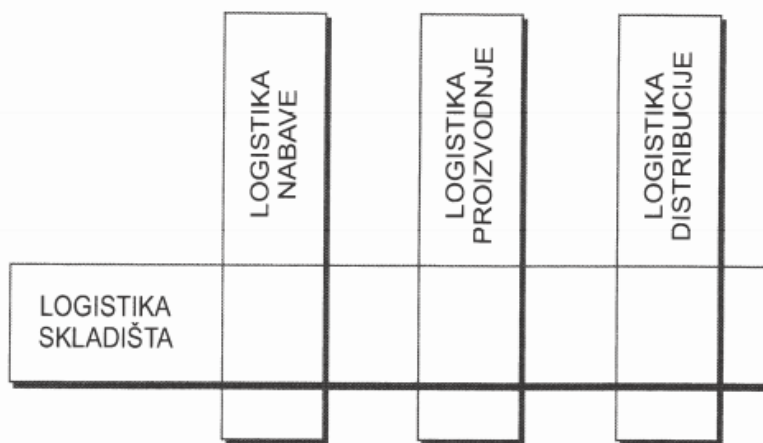 LOGISTIKA
NABAVE
LOGISTIKA
PROIZVODNJE
LOGISTIKA
DISTRIBUCIJE
LOGISTIKA
SKLADIŠTA